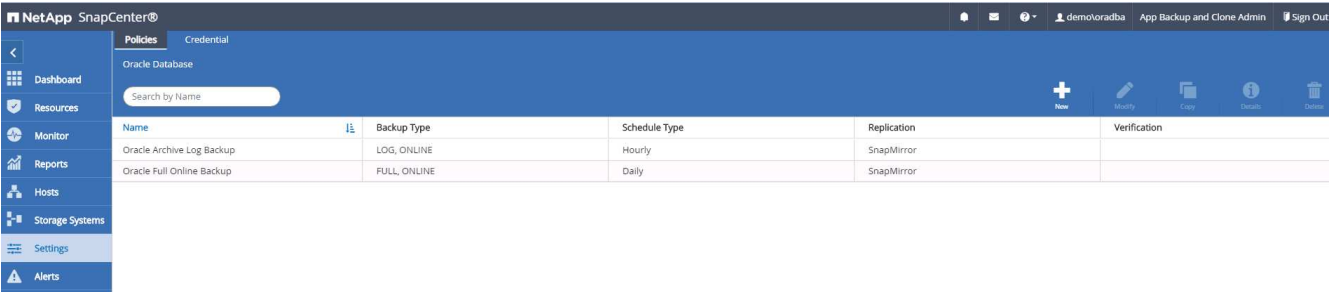 NetApp SnapCenter® demo\oradba App Backup and Clone Admin Sign Out
Policies Credential
Oracle Database
Dashboard
Search by Name
New Modify Copy Details Delete
Resources
Name Backup Type Schedule Type Replication Verification
Monitor
Oracle Archive Log Backup LOG, ONLINE Hourly SnapMirror
Reports
Oracle Full Online Backup FULL, ONLINE Daily SnapMirror
Hosts
Storage Systems
Settings
Alerts